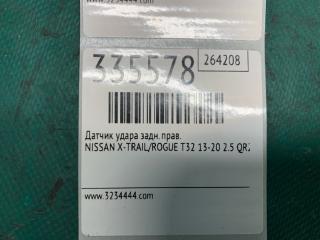 www.3234444.com
335578
264208
Датчик удара задн. прав.
NISSAN X-TRAIL/ROGUE T32 13-20 2.5 QR2
www.3234444.com